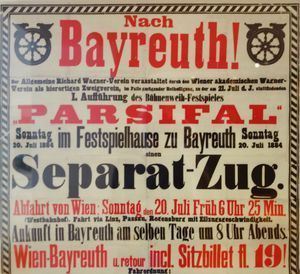 Nach
Bayreuth!
Der Allgemeine Richard Wagner-Verein veranstaltet durch den Wiener akademischen Wagner-
Verein als hierortigen Zweigverein, im Falle genügender Betheiligung, zu der am 21. Juli d. J. stattfindenden
I. Aufführung des Bühnenweih-Festspieles
"PARSIFAL"
Sonntag
20. Juli 1884
im Festspielhause zu Bayreuth
Sonntag
20. Juli 1884
einen
Separat-Zug.
Abfahrt von Wien: Sonntag den 20. Juli Früh 6 Uhr 25 Min.
(Westbahnhof). Fahrt via Linz, Passau, Regensburg mit Eilzugsgeschwindigkeit.
Ankunft in Bayreuth am selben Tage um 8 Uhr Abends.
Wien-Bayreuth u. retour incl. Sitzbillet fl. 19!
Fahrordnung: